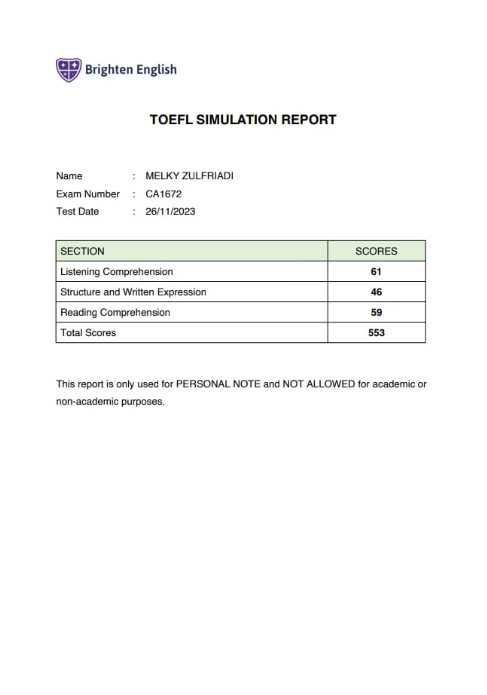 Brighten English
TOEFL SIMULATION REPORT
Name : MELKY ZULFRIADI
Exam Number : CA1672
Test Date : 26/11/2023
SECTION SCORES
Listening Comprehension 61
Structure and Written Expression 46
Reading Comprehension 59
Total Scores 553
This report is only used for PERSONAL NOTE and NOT ALLOWED for academic or
non-academic purposes.